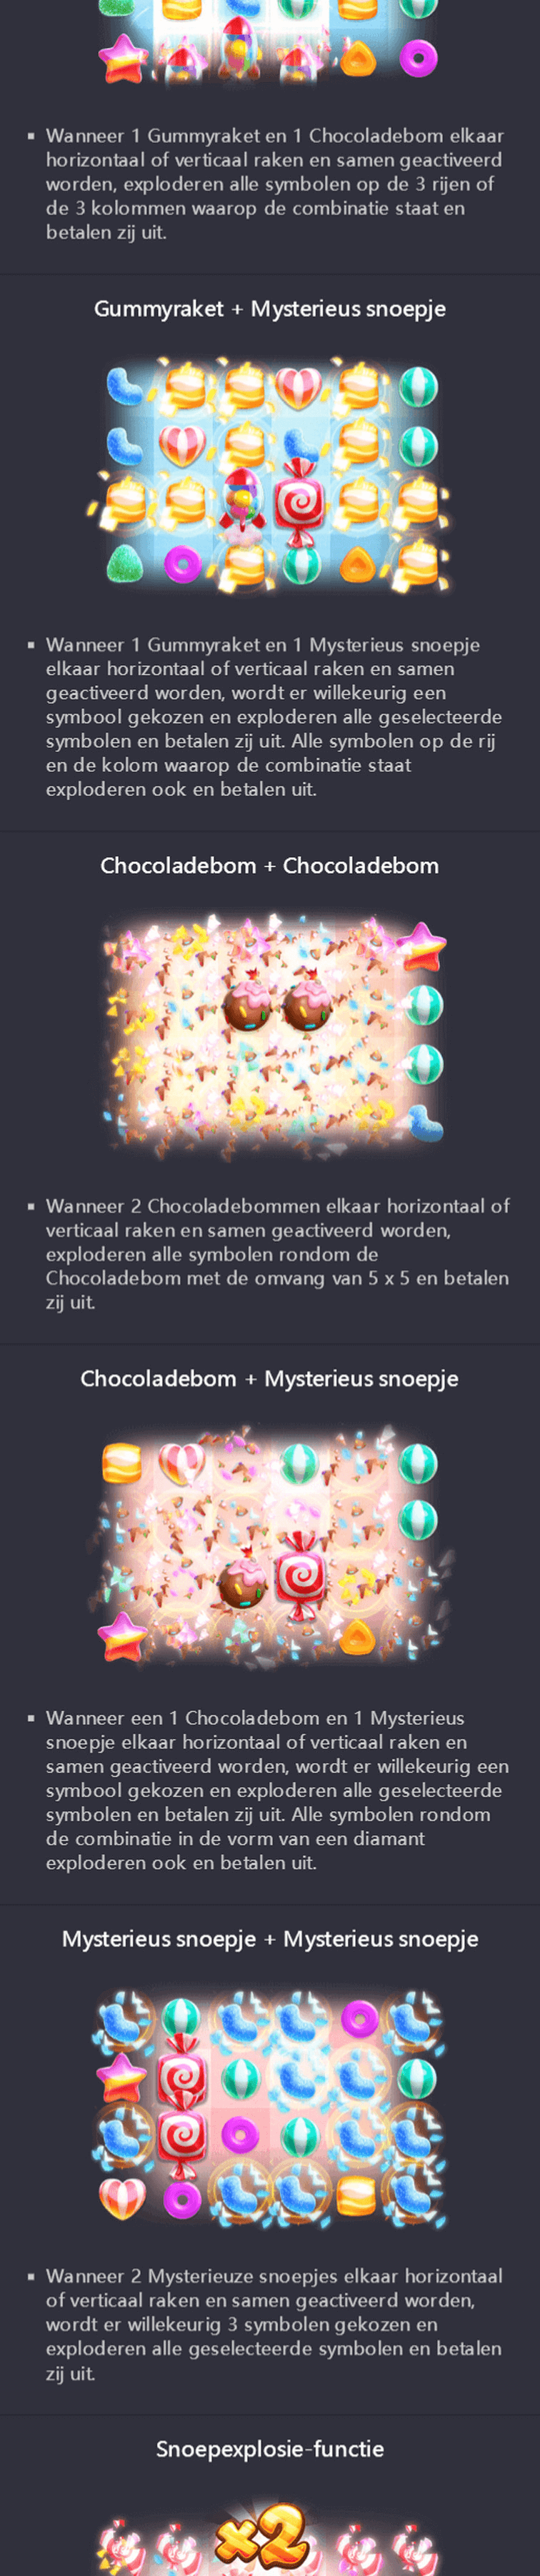 Wanneer 1 Gummyraket en 1 Chocoladebom elkaar
horizontaal of verticaal raken en samen geactiveerd
worden, exploderen alle symbolen op de 3 rijen of
de 3 kolommen waarop de combinatie staat en
betalen zij uit.
Gummyraket + Mysterieus snoepje
Wanneer 1 Gummyraket en 1 Mysterieus snoepje
elkaar horizontaal of verticaal raken en samen
geactiveerd worden, wordt er willekeurig een
symbool gekozen en exploderen alle geselecteerde
symbolen en betalen zij uit. Alle symbolen op de rij
en de kolom waarop de combinatie staat
exploderen ook en betalen uit.
Chocoladebom + Chocoladebom
Wanneer 2 Chocoladebommen elkaar horizontaal of
verticaal raken en samen geactiveerd worden,
exploderen alle symbolen rondom de
Chocoladebom met de omvang van 5 x 5 en betalen
zij uit.
Chocoladebom + Mysterieus snoepje
Wanneer een 1 Chocoladebom en 1 Mysterieus
snoepje elkaar horizontaal of verticaal raken en
samen geactiveerd worden, wordt er willekeurig een
symbool gekozen en exploderen alle geselecteerde
symbolen en betalen zij uit. Alle symbolen rondom
de combinatie in de vorm van een diamant
exploderen ook en betalen uit.
Mysterieus snoepje + Mysterieus snoepje
Wanneer 2 Mysterieuze snoepjes elkaar horizontaal
of verticaal raken en samen geactiveerd worden,
wordt er willekeurig 3 symbolen gekozen en
exploderen alle geselecteerde symbolen en betalen
zij uit.
Snoepexplosie-functie
x2